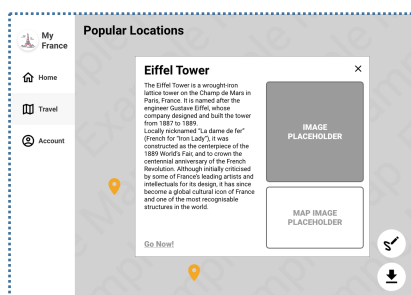 My
France
Popular Locations
Home
Travel
Account
Eiffel Tower
The Eiffel Tower is a wrought-iron
lattice tower on the Champ de Mars in
Paris, France. It is named after the
engineer Gustave Eiffel, whose
company designed and built the tower
from 1887 to 1889.
Locally nicknamed "La dame de fer"
(French for "Iron Lady"), it was
constructed as the centerpiece of the
1889 World's Fair, and to crown the
centennial anniversary of the French
Revolution. Although initially criticised
by some of France's leading artists and
intellectuals for its design, it has since
become a global cultural icon of France
and one of the most recognisable
structures in the world.
Go Now!
IMAGE
PLACEHOLDER
MAP IMAGE
PLACEHOLDER